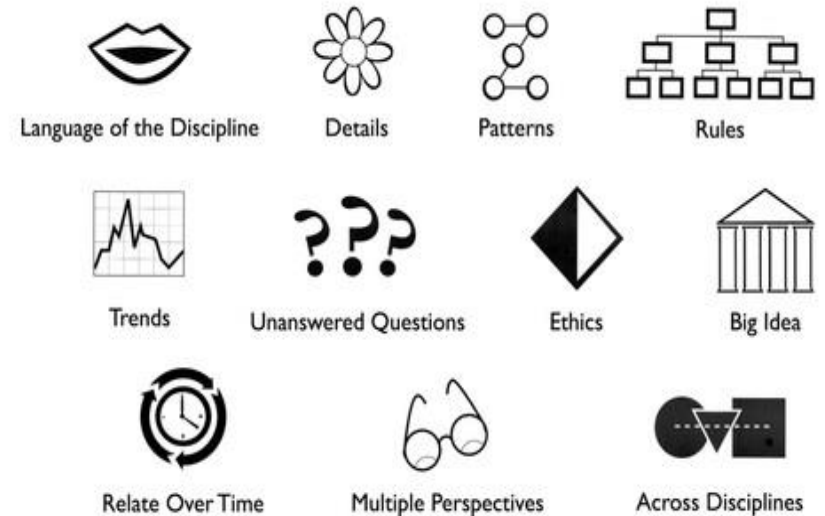 Language of the Discipline
Details
Patterns
Rules
Trends
Unanswered Questions
Ethics
Big Idea
Relate Over Time
Multiple Perspectives
Across Disciplines